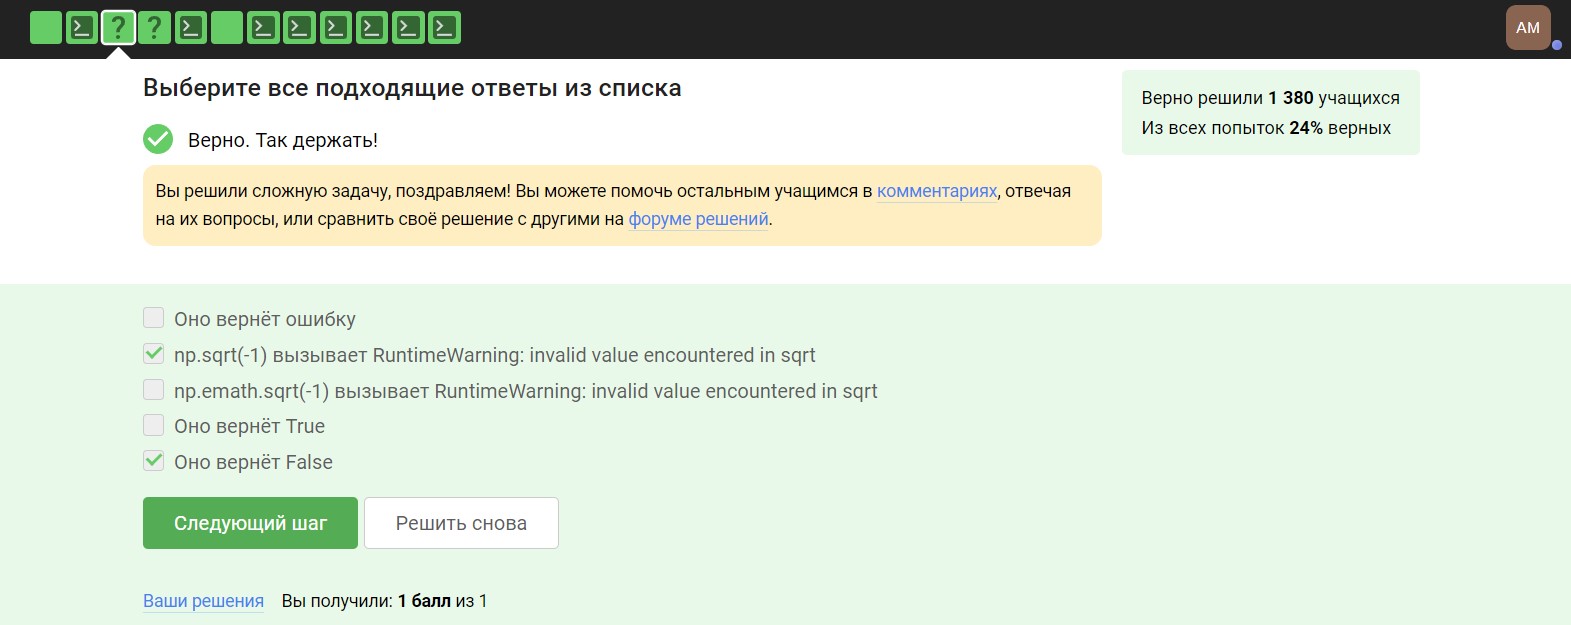 ? ?
AM
Выберите все подходящие ответы из списка
Верно. Так держать!
Вы решили сложную задачу, поздравляем! Вы можете помочь остальным учащимся в комментариях, отвечая
на их вопросы, или сравнить своё решение с другими на форуме решений.
Верно решили 1 380 учащихся
Из всех попыток 24% верных
Оно вернёт ошибку
np.sqrt(-1) вызывает RuntimeWarning: invalid value encountered in sqrt
np.emath.sqrt(-1) вызывает RuntimeWarning: invalid value encountered in sqrt
Оно вернёт True
Оно вернёт False
Следующий шаг Решить снова
Ваши решения Вы получили: 1 балл из 1